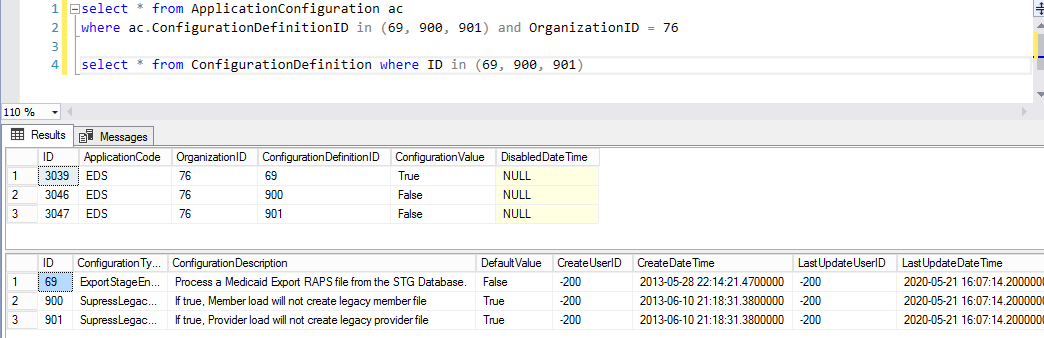 1 select * from ApplicationConfiguration ac
2 where ac.ConfigurationDefinitionID in (69, 900, 901) and OrganizationID = 76
3
4 select * from ConfigurationDefinition where ID in (69, 900, 901)
110 %
Results Messages
ID ApplicationCode OrganizationID ConfigurationDefinitionID ConfigurationValue DisabledDateTime
1 3039 EDS 76 69 True NULL
2 3046 EDS 76 900 False NULL
3 3047 EDS 76 901 False NULL
ID ConfigurationTy... ConfigurationDescription DefaultValue CreateUserID CreateDateTime LastUpdateUserID LastUpdateDateTime
1 69 ExportStageEn... Process a Medicaid Export RAPS file from the STG Database. False -200 2013-05-28 22:14:21.4700000 -200 2020-05-21 16:07:14.2000000
2 900 SupressLegac... If true, Member load will not create legacy member file True -200 2013-06-10 21:18:31.3800000 -200 2020-05-21 16:07:14.2000000
3 901 SupressLegac... If true, Provider load will not create legacy provider file True -200 2013-06-10 21:18:31.3800000 -200 2020-05-21 16:07:14.2000000